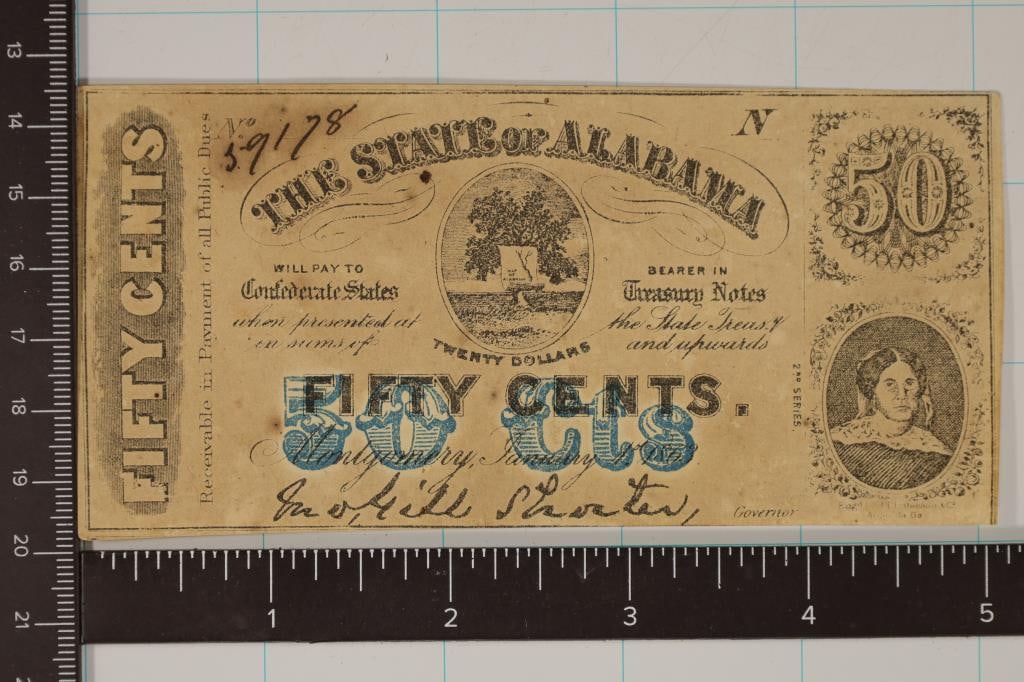 FIFTY CENTS
Receivable in Payment of all Public Dues
Nro
59178
N
THE STATE OF ALABAMA
50
WILL PAY TO
BEARER IN
Confederate States
Treasury Notes
when presented at
the State Treas.y
in sums of
and upwards
TWENTY DOLLARS
FIFTY CENTS.
50 Cts
Montgomery, January 1st 1863
Jno, Gill Shorter,
Governor
2ND SERIES.
13
14
15
16
17
18
19
20
21
1 2 3 4 5